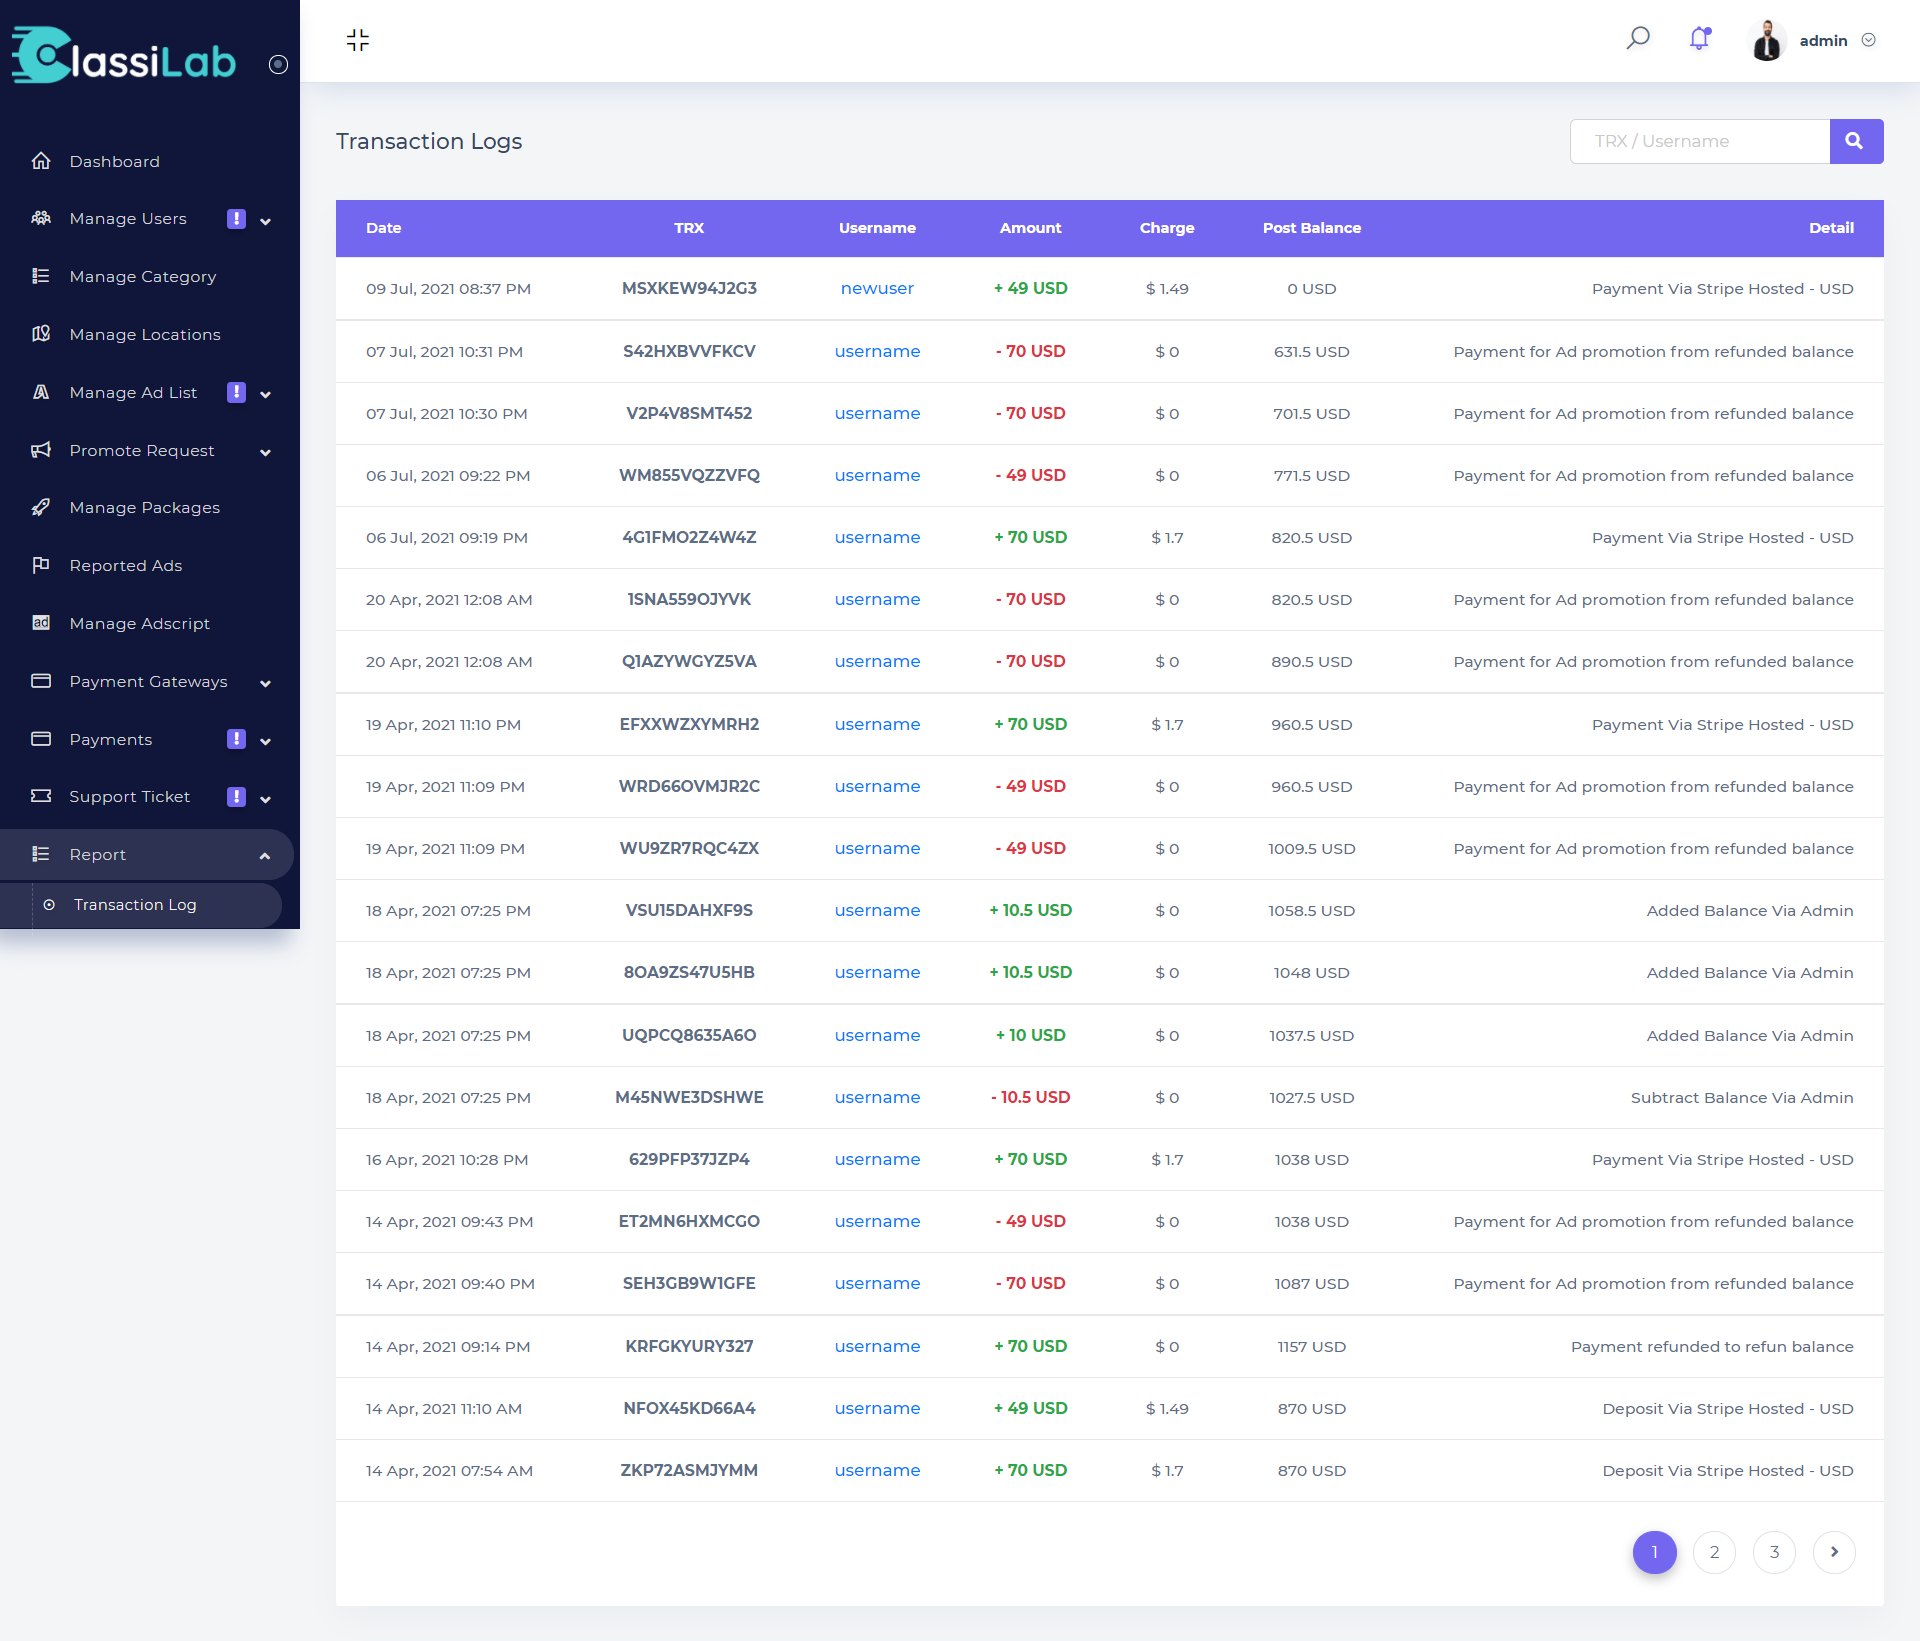 ClassiLab
admin
Dashboard
Manage Users
Manage Category
Manage Locations
Manage Ad List
Promote Request
Manage Packages
Reported Ads
ad Manage Adscript
Payment Gateways
Payments
Support Ticket
Report
Transaction Log
Transaction Logs
TRX / Username
Date TRX Username Amount Charge Post Balance Detail
09 Jul, 2021 08:37 PM MSXKEW94J2G3 newuser + 49 USD $ 1.49 0 USD Payment Via Stripe Hosted - USD
07 Jul, 2021 10:31 PM S42HXBVVFKCV username - 70 USD $ 0 631.5 USD Payment for Ad promotion from refunded balance
07 Jul, 2021 10:30 PM V2P4V8SMT452 username - 70 USD $ 0 701.5 USD Payment for Ad promotion from refunded balance
06 Jul, 2021 09:22 PM WM855VQZZVFQ username - 49 USD $ 0 771.5 USD Payment for Ad promotion from refunded balance
06 Jul, 2021 09:19 PM 4G1FMO2Z4W4Z username + 70 USD $ 1.7 820.5 USD Payment Via Stripe Hosted - USD
20 Apr, 2021 12:08 AM 1SNA559OJYVK username - 70 USD $ 0 820.5 USD Payment for Ad promotion from refunded balance
20 Apr, 2021 12:08 AM Q1AZYWGYZ5VA username - 70 USD $ 0 890.5 USD Payment for Ad promotion from refunded balance
19 Apr, 2021 11:10 PM EFXXWZXYMRH2 username + 70 USD $ 1.7 960.5 USD Payment Via Stripe Hosted - USD
19 Apr, 2021 11:09 PM WRD66OVMJR2C username - 49 USD $ 0 960.5 USD Payment for Ad promotion from refunded balance
19 Apr, 2021 11:09 PM WU9ZR7RQC4ZX username - 49 USD $ 0 1009.5 USD Payment for Ad promotion from refunded balance
18 Apr, 2021 07:25 PM VSU15DAHXF9S username + 10.5 USD $ 0 1058.5 USD Added Balance Via Admin
18 Apr, 2021 07:25 PM 8OA9ZS47U5HB username + 10.5 USD $ 0 1048 USD Added Balance Via Admin
18 Apr, 2021 07:25 PM UQPCQ8635A6O username + 10 USD $ 0 1037.5 USD Added Balance Via Admin
18 Apr, 2021 07:25 PM M45NWE3DSHWE username - 10.5 USD $ 0 1027.5 USD Subtract Balance Via Admin
16 Apr, 2021 10:28 PM 629PFP37JZP4 username + 70 USD $ 1.7 1038 USD Payment Via Stripe Hosted - USD
14 Apr, 2021 09:43 PM ET2MN6HXMCGO username - 49 USD $ 0 1038 USD Payment for Ad promotion from refunded balance
14 Apr, 2021 09:40 PM SEH3GB9W1GFE username - 70 USD $ 0 1087 USD Payment for Ad promotion from refunded balance
14 Apr, 2021 09:14 PM KRFGKYURY327 username + 70 USD $ 0 1157 USD Payment refunded to refun balance
14 Apr, 2021 11:10 AM NFOX45KD66A4 username + 49 USD $ 1.49 870 USD Deposit Via Stripe Hosted - USD
14 Apr, 2021 07:54 AM ZKP72ASMJYMM username + 70 USD $ 1.7 870 USD Deposit Via Stripe Hosted - USD
1 2 3